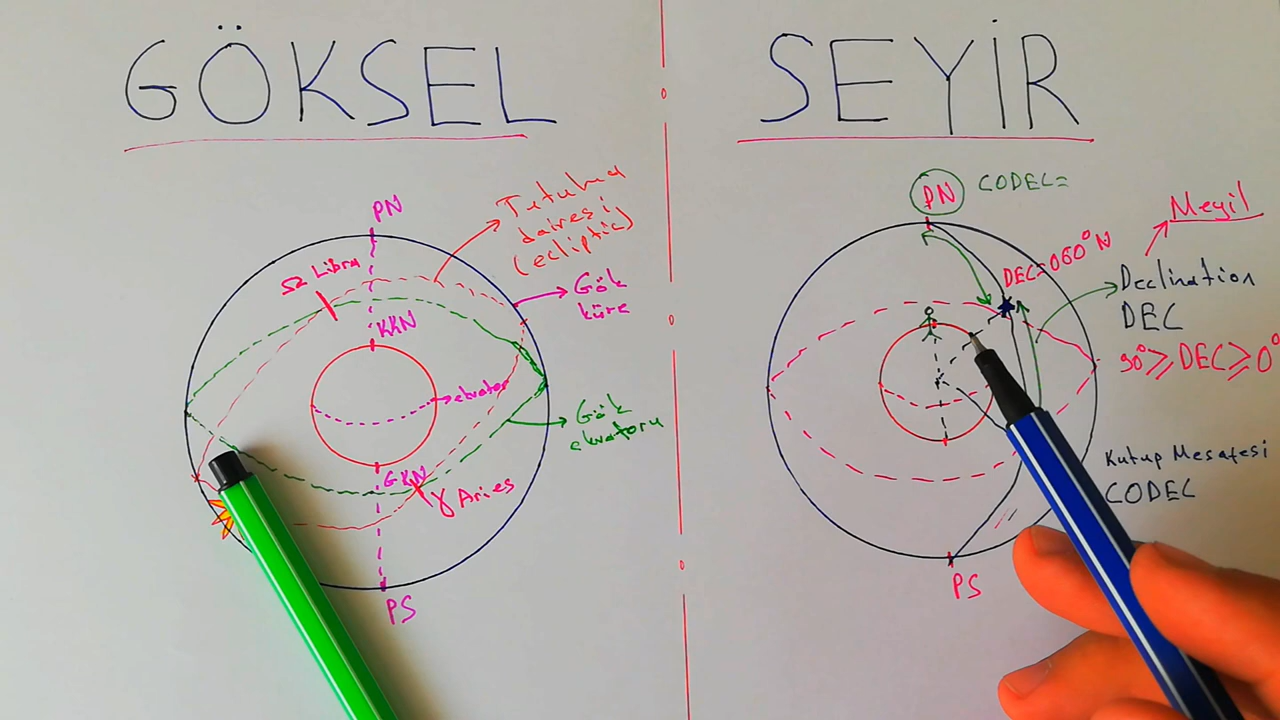 GÖKSEL
SEYİR
PN
Tutulma
dairesi
(ecliptic)
Ω Libra
Gök
küre
KKN
ekvator
Gök
ekvatoru
GKN
γ Aries
PS
PN
CODEC=
Meyil
DEC=060°N
Declination
DEC
90°≥DEC≥0°
Kutup Mesafesi
CODEC
PS